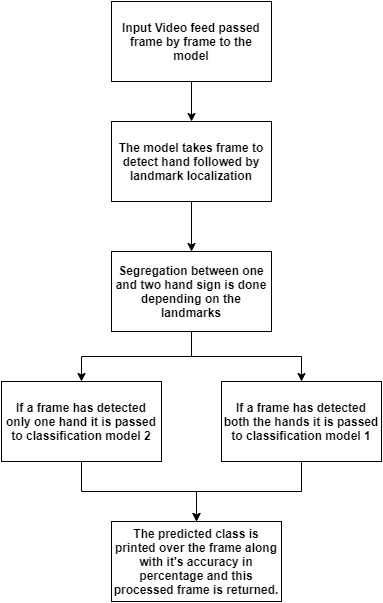 Input Video feed passed
frame by frame to the
model
The model takes frame to
detect hand followed by
landmark localization
Segregation between one
and two hand sign is done
depending on the
landmarks
If a frame has detected
only one hand it is passed
to classification model 2
If a frame has detected
both the hands it is passed
to classification model 1
The predicted class is
printed over the frame along
with it's accuracy in
percentage and this
processed frame is returned.